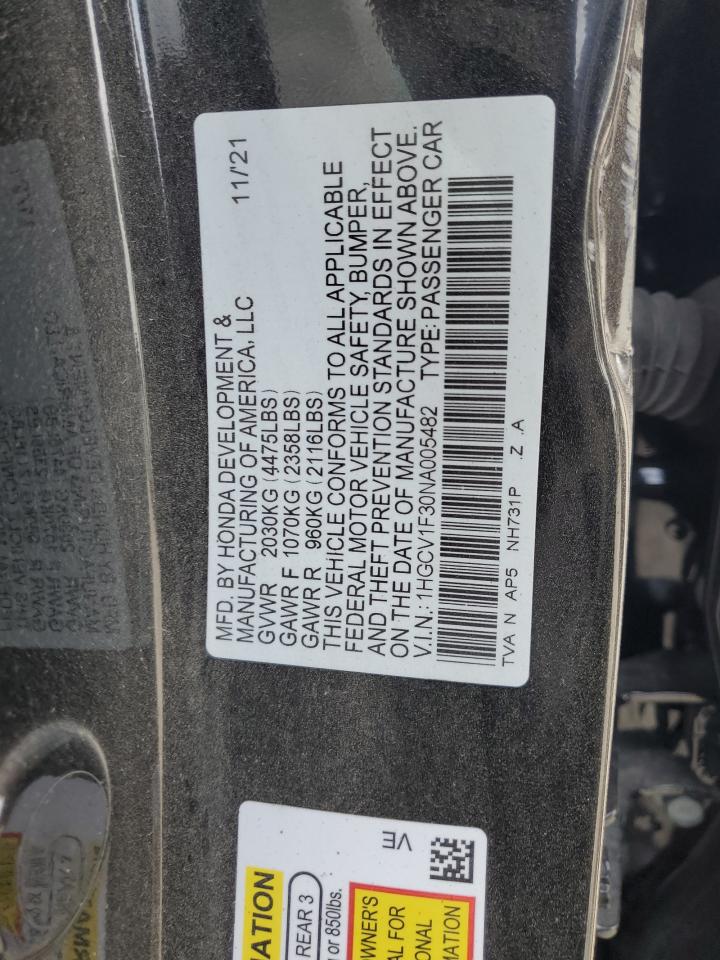 MFD. BY HONDA DEVELOPMENT &
MANUFACTURING OF AMERICA, LLC 11/'21
GVWR 2030KG (4475LBS)
GAWR F 1070KG (2358LBS)
GAWR R 960KG (2116LBS)
THIS VEHICLE CONFORMS TO ALL APPLICABLE
FEDERAL MOTOR VEHICLE SAFETY, BUMPER,
AND THEFT PREVENTION STANDARDS IN EFFECT
ON THE DATE OF MANUFACTURE SHOWN ABOVE.
V.I.N.: 1HGCV1F30NA005482 TYPE: PASSENGER CAR
TVA N AP5 NH731P .Z .A
REAR 3
or 850lbs.
VE